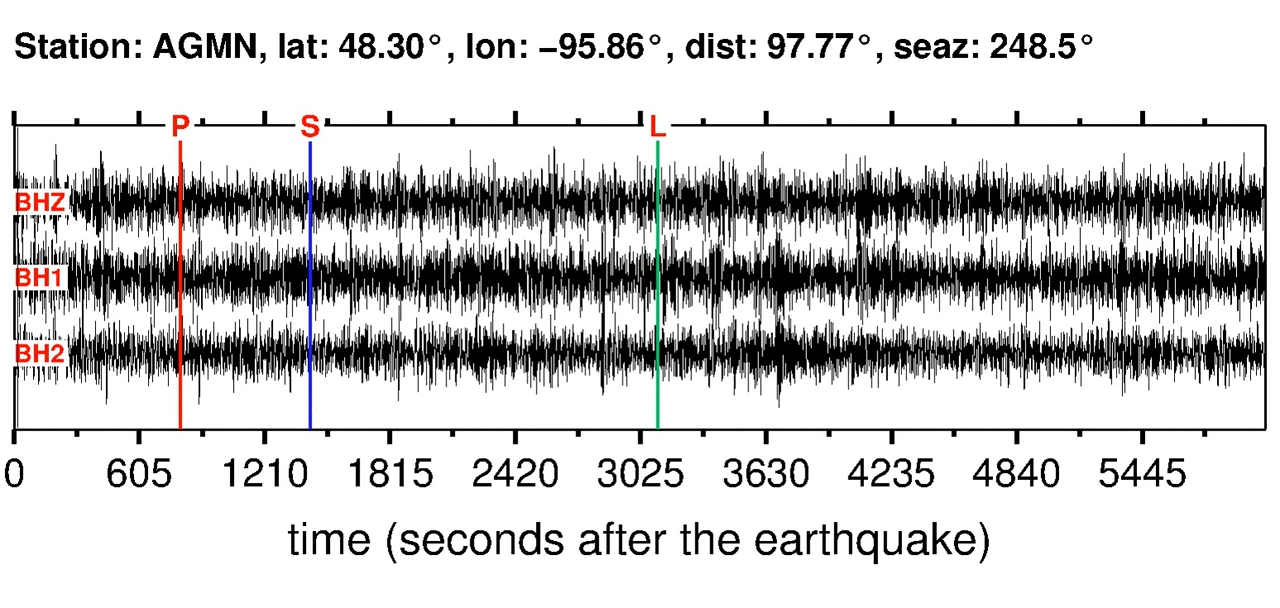 Station: AGMN, lat: 48.30°, lon: −95.86°, dist: 97.77°, seaz: 248.5°
P S L
BHZ
BH1
BH2
0 605 1210 1815 2420 3025 3630 4235 4840 5445
time (seconds after the earthquake)